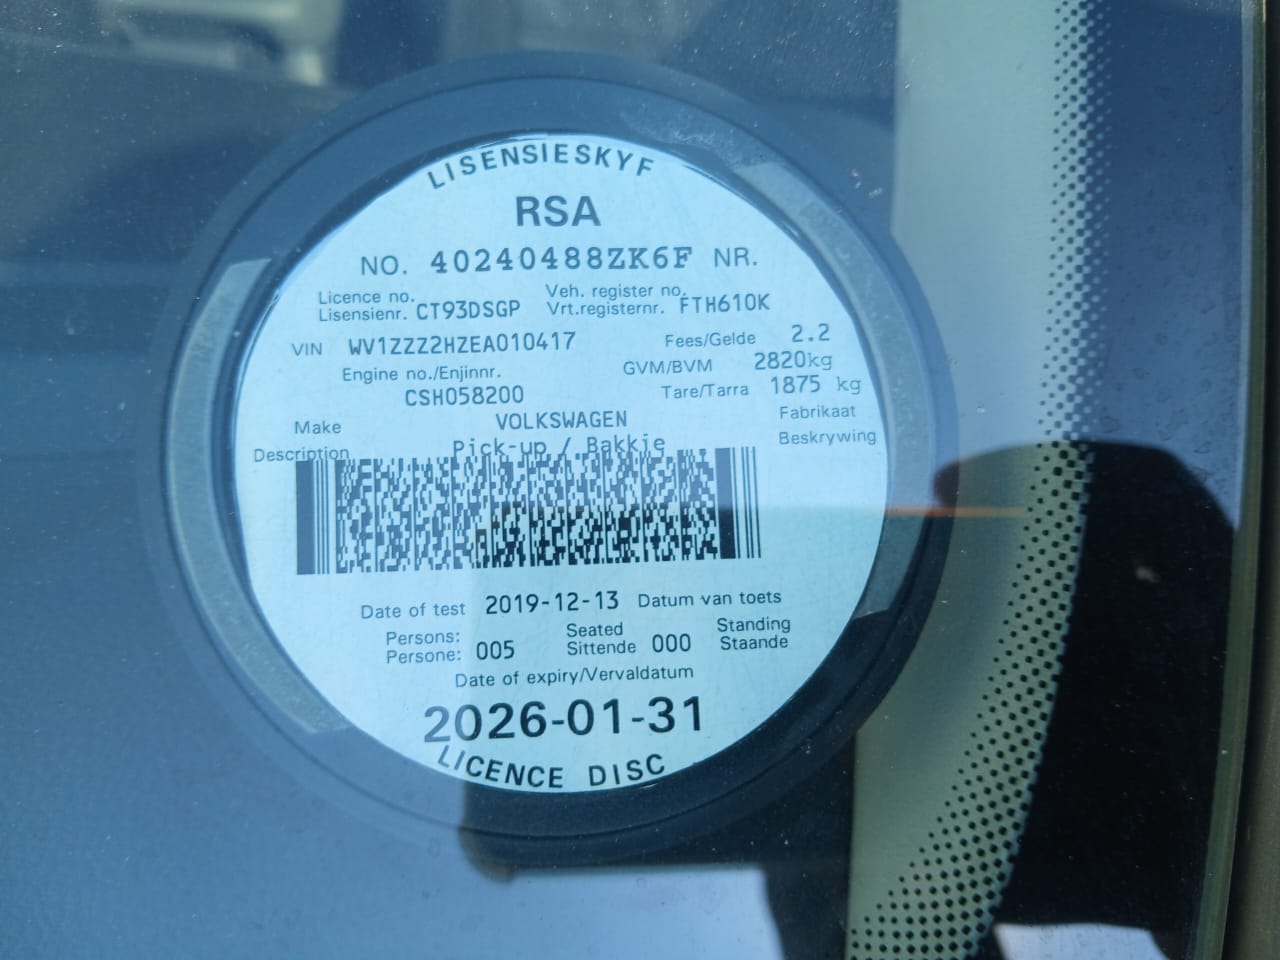 LISENSIESKYF
RSA
NO. 40240488ZK6F NR.
Licence no. Veh. register no.
Lisensienr. CT93DSGP Vrt.registernr. FTH610K
VIN WV1ZZZ2HZEA010417 Fees/Gelde 2.2
Engine no./Enjinnr. GVM/BVM 2820kg
CSH058200 Tare/Tarra 1875 kg
Make VOLKSWAGEN Fabrikaat
Description Pick-up / Bakkie Beskrywing
Date of test 2019-12-13 Datum van toets
Persons: Seated Standing
Persone: 005 Sittende 000 Staande
Date of expiry/Vervaldatum
2026-01-31
LICENCE DISC